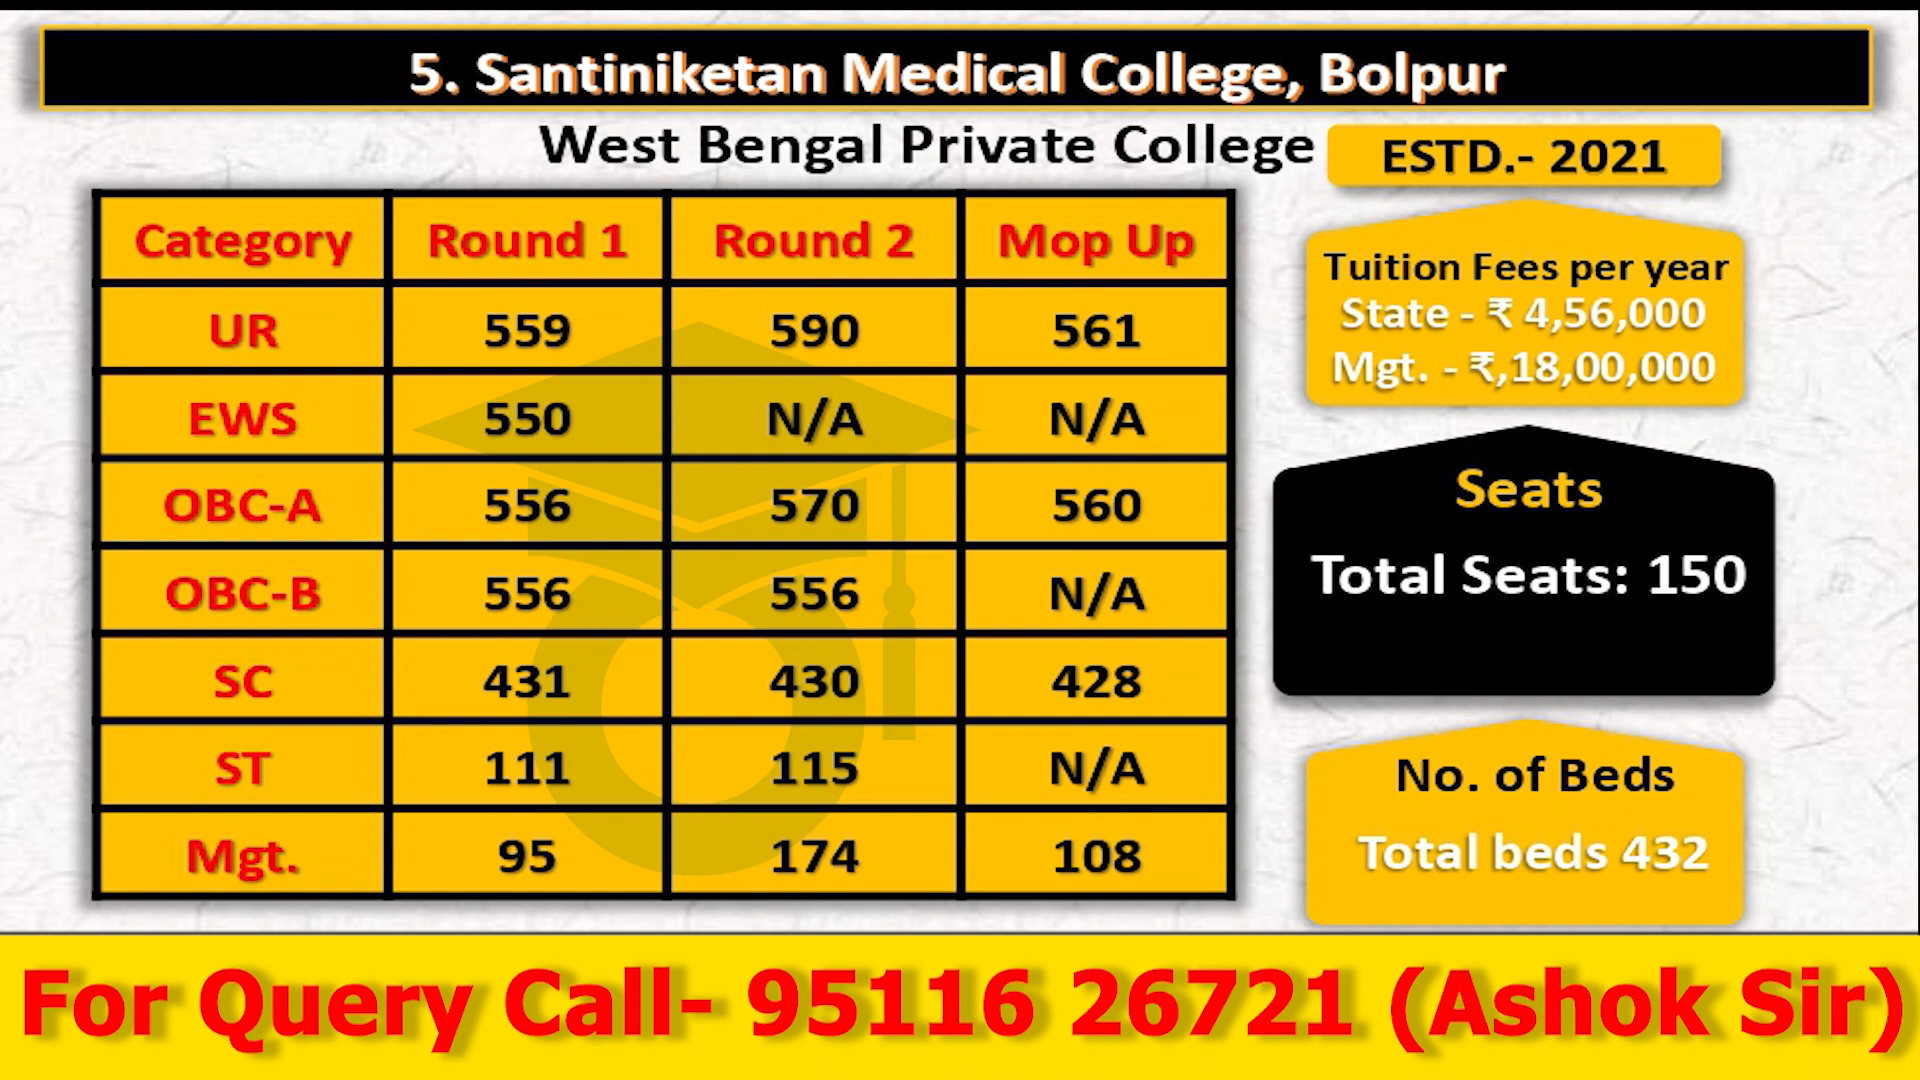 5. Santiniketan Medical College, Bolpur
West Bengal Private College
ESTD.- 2021
Category Round 1 Round 2 Mop Up
UR 559 590 561
EWS 550 N/A N/A
OBC-A 556 570 560
OBC-B 556 556 N/A
SC 431 430 428
ST 111 115 N/A
Mgt. 95 174 108
Tuition Fees per year
State - ₹ 4,56,000
Mgt. - ₹,18,00,000
Seats
Total Seats: 150
No. of Beds
Total beds 432
For Query Call- 95116 26721 (Ashok Sir)